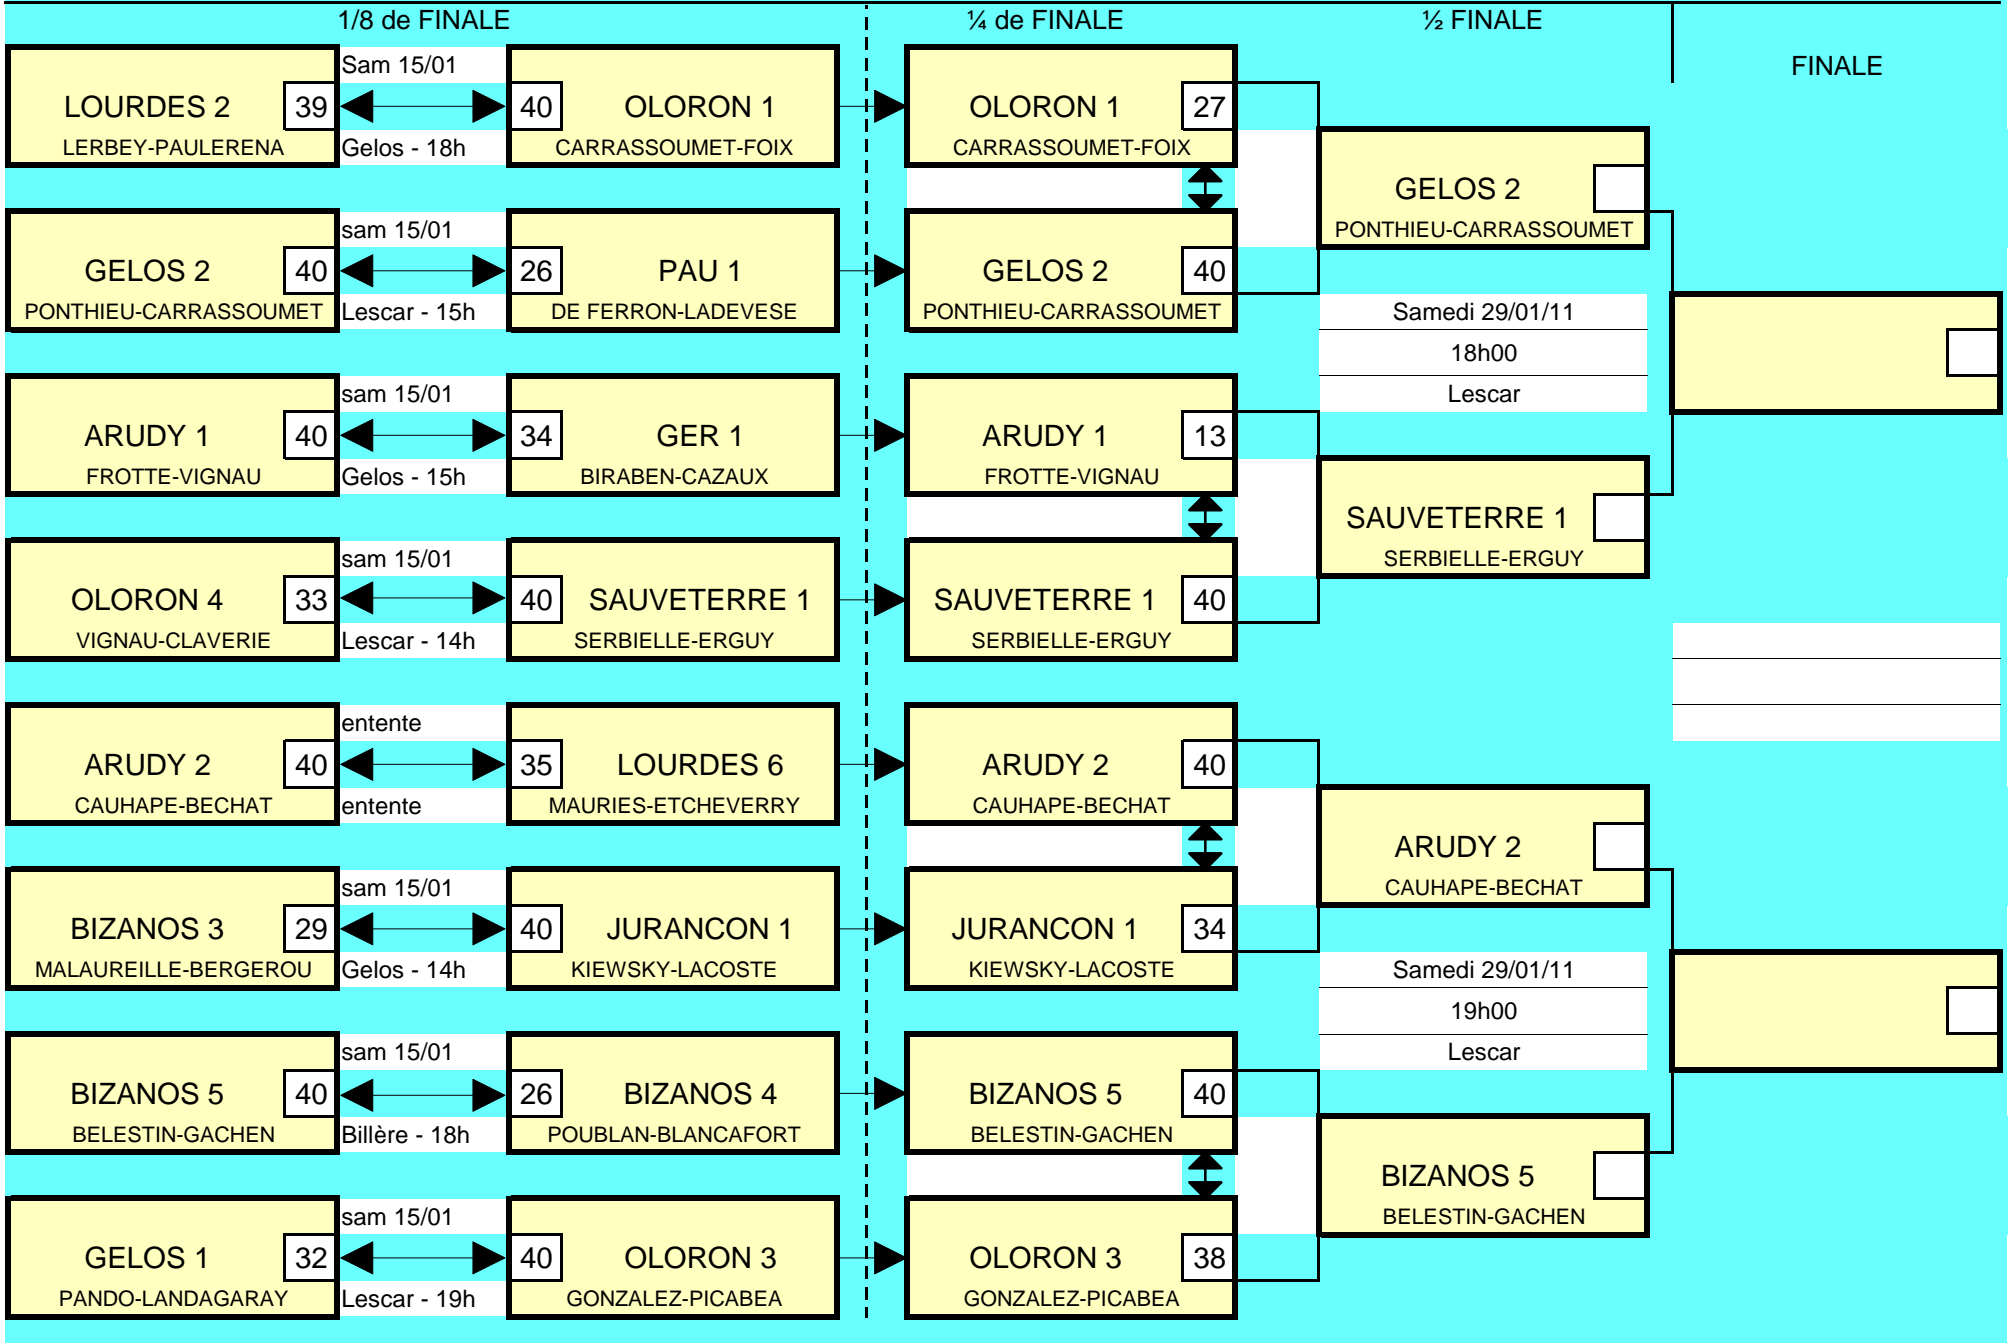 1/8 de FINALE
¼ de FINALE
½ FINALE
FINALE
Sam 15/01
LOURDES 2
39
40
OLORON 1
LERBEY-PAULERENA
Gelos - 18h
CARRASSOUMET-FOIX
OLORON 1
27
CARRASSOUMET-FOIX
sam 15/01
GELOS 2
40
26
PAU 1
PONTHIEU-CARRASSOUMET
Lescar - 15h
DE FERRON-LADEVESE
GELOS 2
40
PONTHIEU-CARRASSOUMET
GELOS 2
PONTHIEU-CARRASSOUMET
Samedi 29/01/11
18h00
Lescar
sam 15/01
ARUDY 1
40
34
GER 1
FROTTE-VIGNAU
Gelos - 15h
BIRABEN-CAZAUX
ARUDY 1
13
FROTTE-VIGNAU
SAUVETERRE 1
SERBIELLE-ERGUY
sam 15/01
OLORON 4
33
40
SAUVETERRE 1
VIGNAU-CLAVERIE
Lescar - 14h
SERBIELLE-ERGUY
SAUVETERRE 1
40
SERBIELLE-ERGUY
entente
ARUDY 2
40
35
LOURDES 6
CAUHAPE-BECHAT
entente
MAURIES-ETCHEVERRY
ARUDY 2
40
CAUHAPE-BECHAT
ARUDY 2
CAUHAPE-BECHAT
sam 15/01
BIZANOS 3
29
40
JURANCON 1
MALAUREILLE-BERGEROU
Gelos - 14h
KIEWSKY-LACOSTE
JURANCON 1
34
KIEWSKY-LACOSTE
Samedi 29/01/11
19h00
Lescar
sam 15/01
BIZANOS 5
40
26
BIZANOS 4
BELESTIN-GACHEN
Billère - 18h
POUBLAN-BLANCAFORT
BIZANOS 5
40
BELESTIN-GACHEN
BIZANOS 5
BELESTIN-GACHEN
sam 15/01
GELOS 1
32
40
OLORON 3
PANDO-LANDAGARAY
Lescar - 19h
GONZALEZ-PICABEA
OLORON 3
38
GONZALEZ-PICABEA